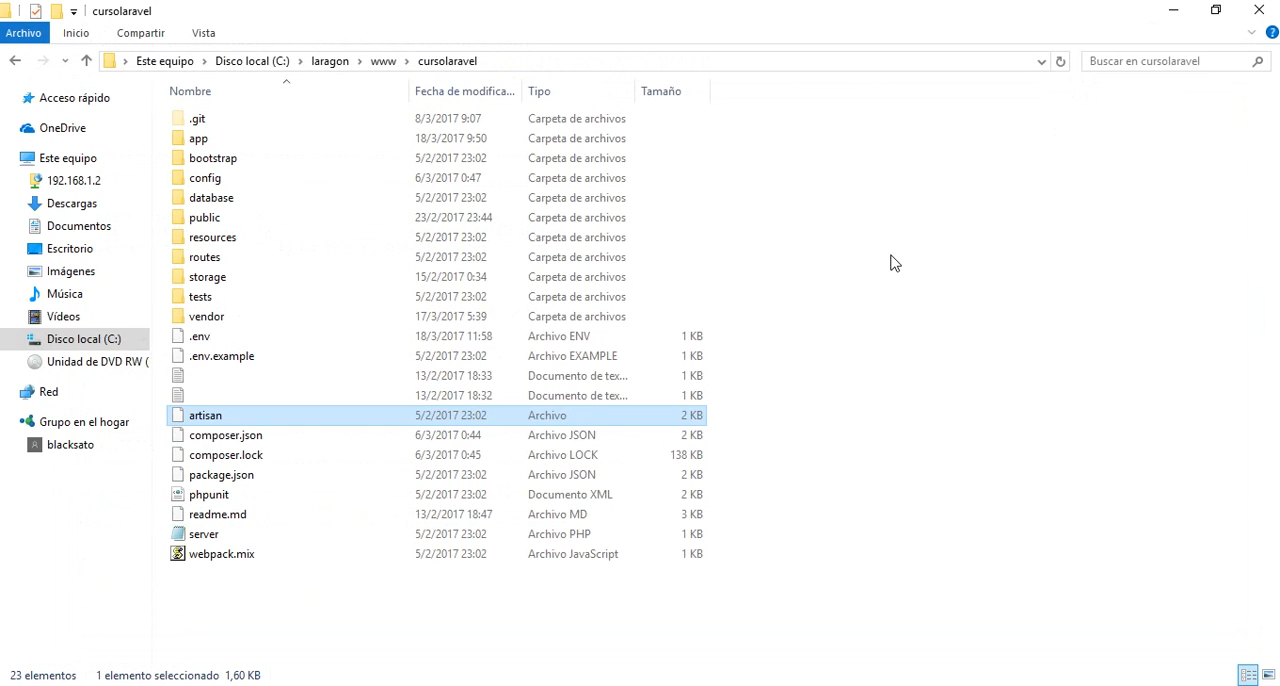 cursolaravel
Archivo Inicio Compartir Vista
Este equipo Disco local (C:) laragon www cursolaravel Buscar en cursolaravel
Nombre Fecha de modifica... Tipo Tamaño
Acceso rápido
OneDrive
Este equipo
192.168.1.2
Descargas
Documentos
Escritorio
Imágenes
Música
Vídeos
Disco local (C:)
Unidad de DVD RW (
Red
Grupo en el hogar
blacksato
.git 8/3/2017 9:07 Carpeta de archivos
app 18/3/2017 9:50 Carpeta de archivos
bootstrap 5/2/2017 23:02 Carpeta de archivos
config 6/3/2017 0:47 Carpeta de archivos
database 5/2/2017 23:02 Carpeta de archivos
public 23/2/2017 23:44 Carpeta de archivos
resources 5/2/2017 23:02 Carpeta de archivos
routes 5/2/2017 23:02 Carpeta de archivos
storage 15/2/2017 0:34 Carpeta de archivos
tests 5/2/2017 23:02 Carpeta de archivos
vendor 17/3/2017 5:39 Carpeta de archivos
.env 18/3/2017 11:58 Archivo ENV 1 KB
.env.example 5/2/2017 23:02 Archivo EXAMPLE 1 KB
13/2/2017 18:33 Documento de tex... 1 KB
13/2/2017 18:32 Documento de tex... 1 KB
artisan 5/2/2017 23:02 Archivo 2 KB
composer.json 6/3/2017 0:44 Archivo JSON 2 KB
composer.lock 6/3/2017 0:45 Archivo LOCK 138 KB
package.json 5/2/2017 23:02 Archivo JSON 2 KB
phpunit 5/2/2017 23:02 Documento XML 2 KB
readme.md 13/2/2017 18:47 Archivo MD 3 KB
server 5/2/2017 23:02 Archivo PHP 1 KB
webpack.mix 5/2/2017 23:02 Archivo JavaScript 1 KB
23 elementos 1 elemento seleccionado 1,60 KB